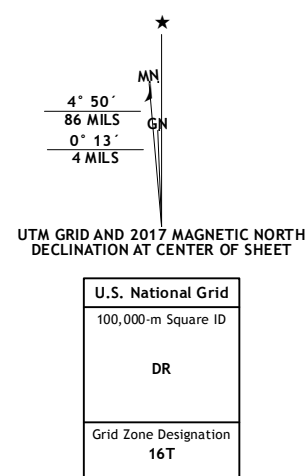 ★
MN
4° 50´
86 MILS
GN
0° 13´
4 MILS
UTM GRID AND 2017 MAGNETIC NORTH
DECLINATION AT CENTER OF SHEET
U.S. National Grid
100,000-m Square ID
DR
Grid Zone Designation
16T